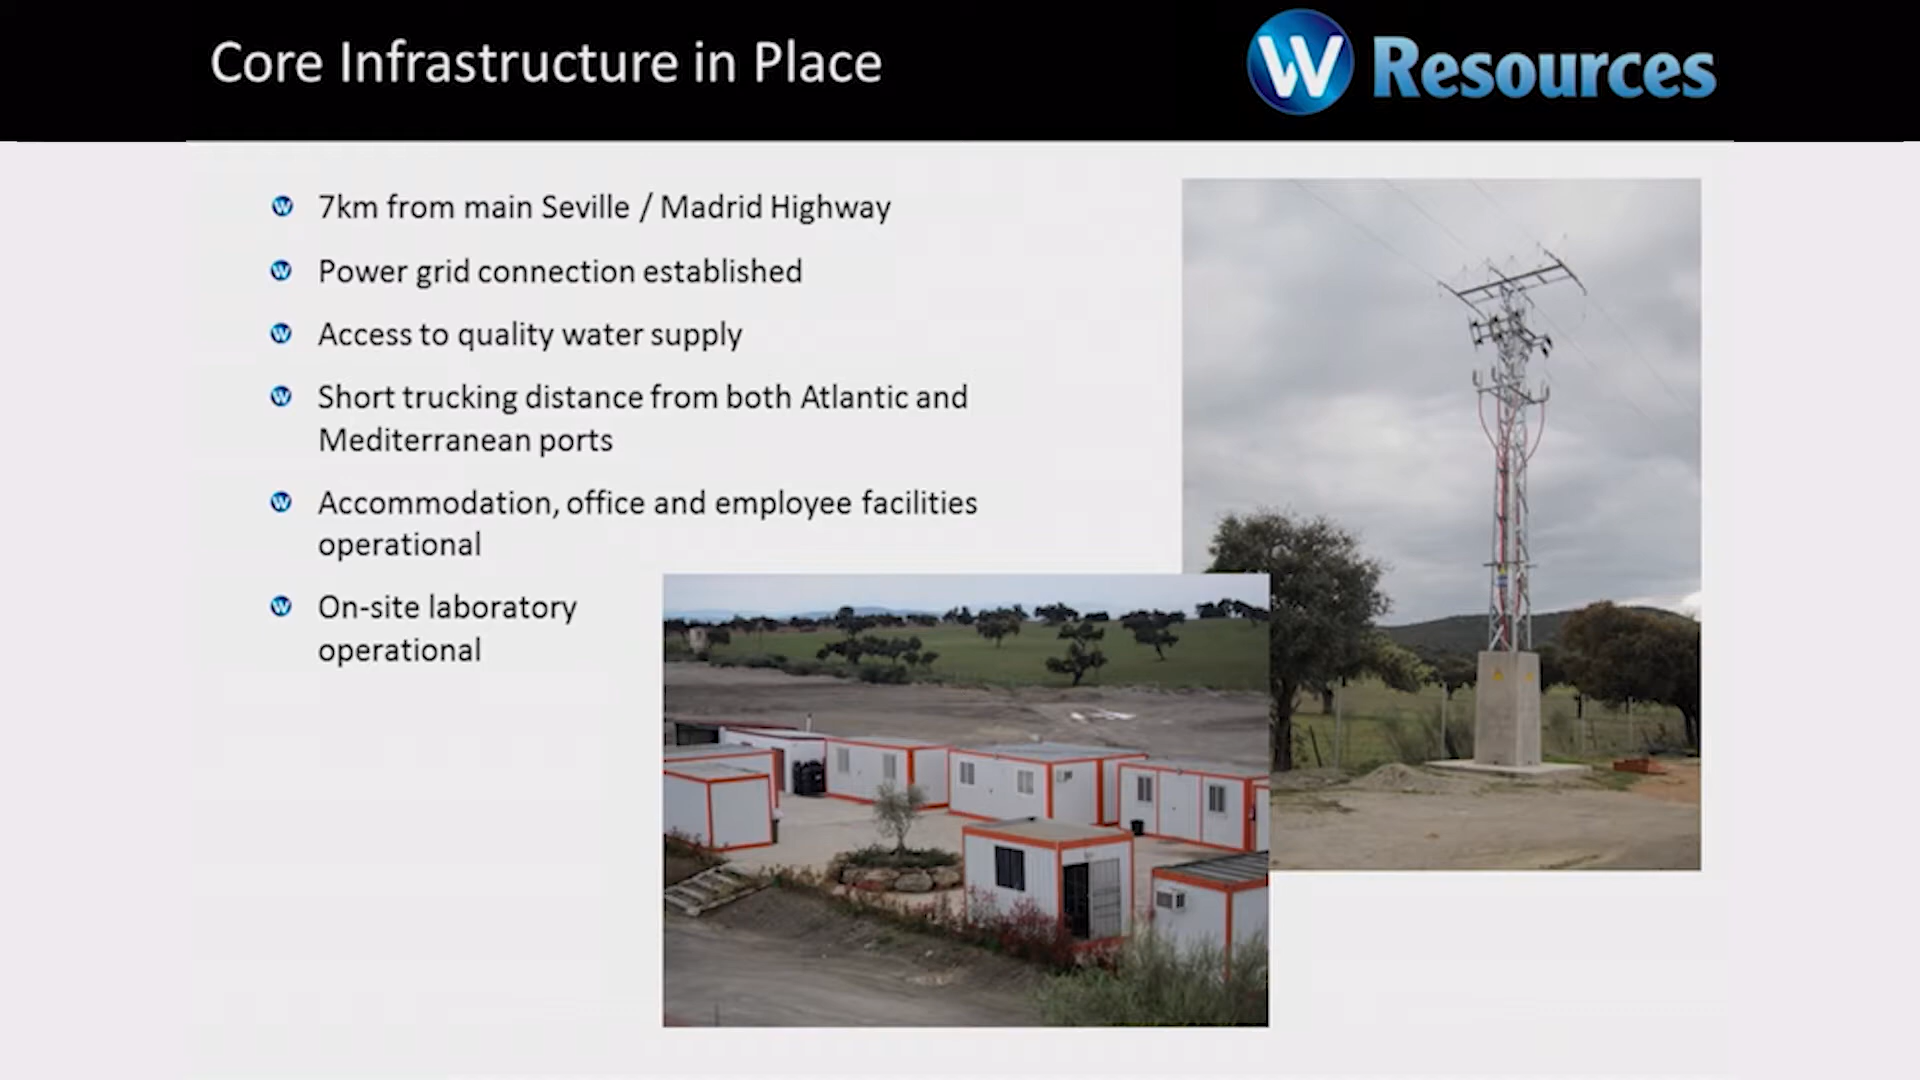 Core Infrastructure in Place
W Resources
7km from main Seville / Madrid Highway
Power grid connection established
Access to quality water supply
Short trucking distance from both Atlantic and
Mediterranean ports
Accommodation, office and employee facilities
operational
On-site laboratory
operational